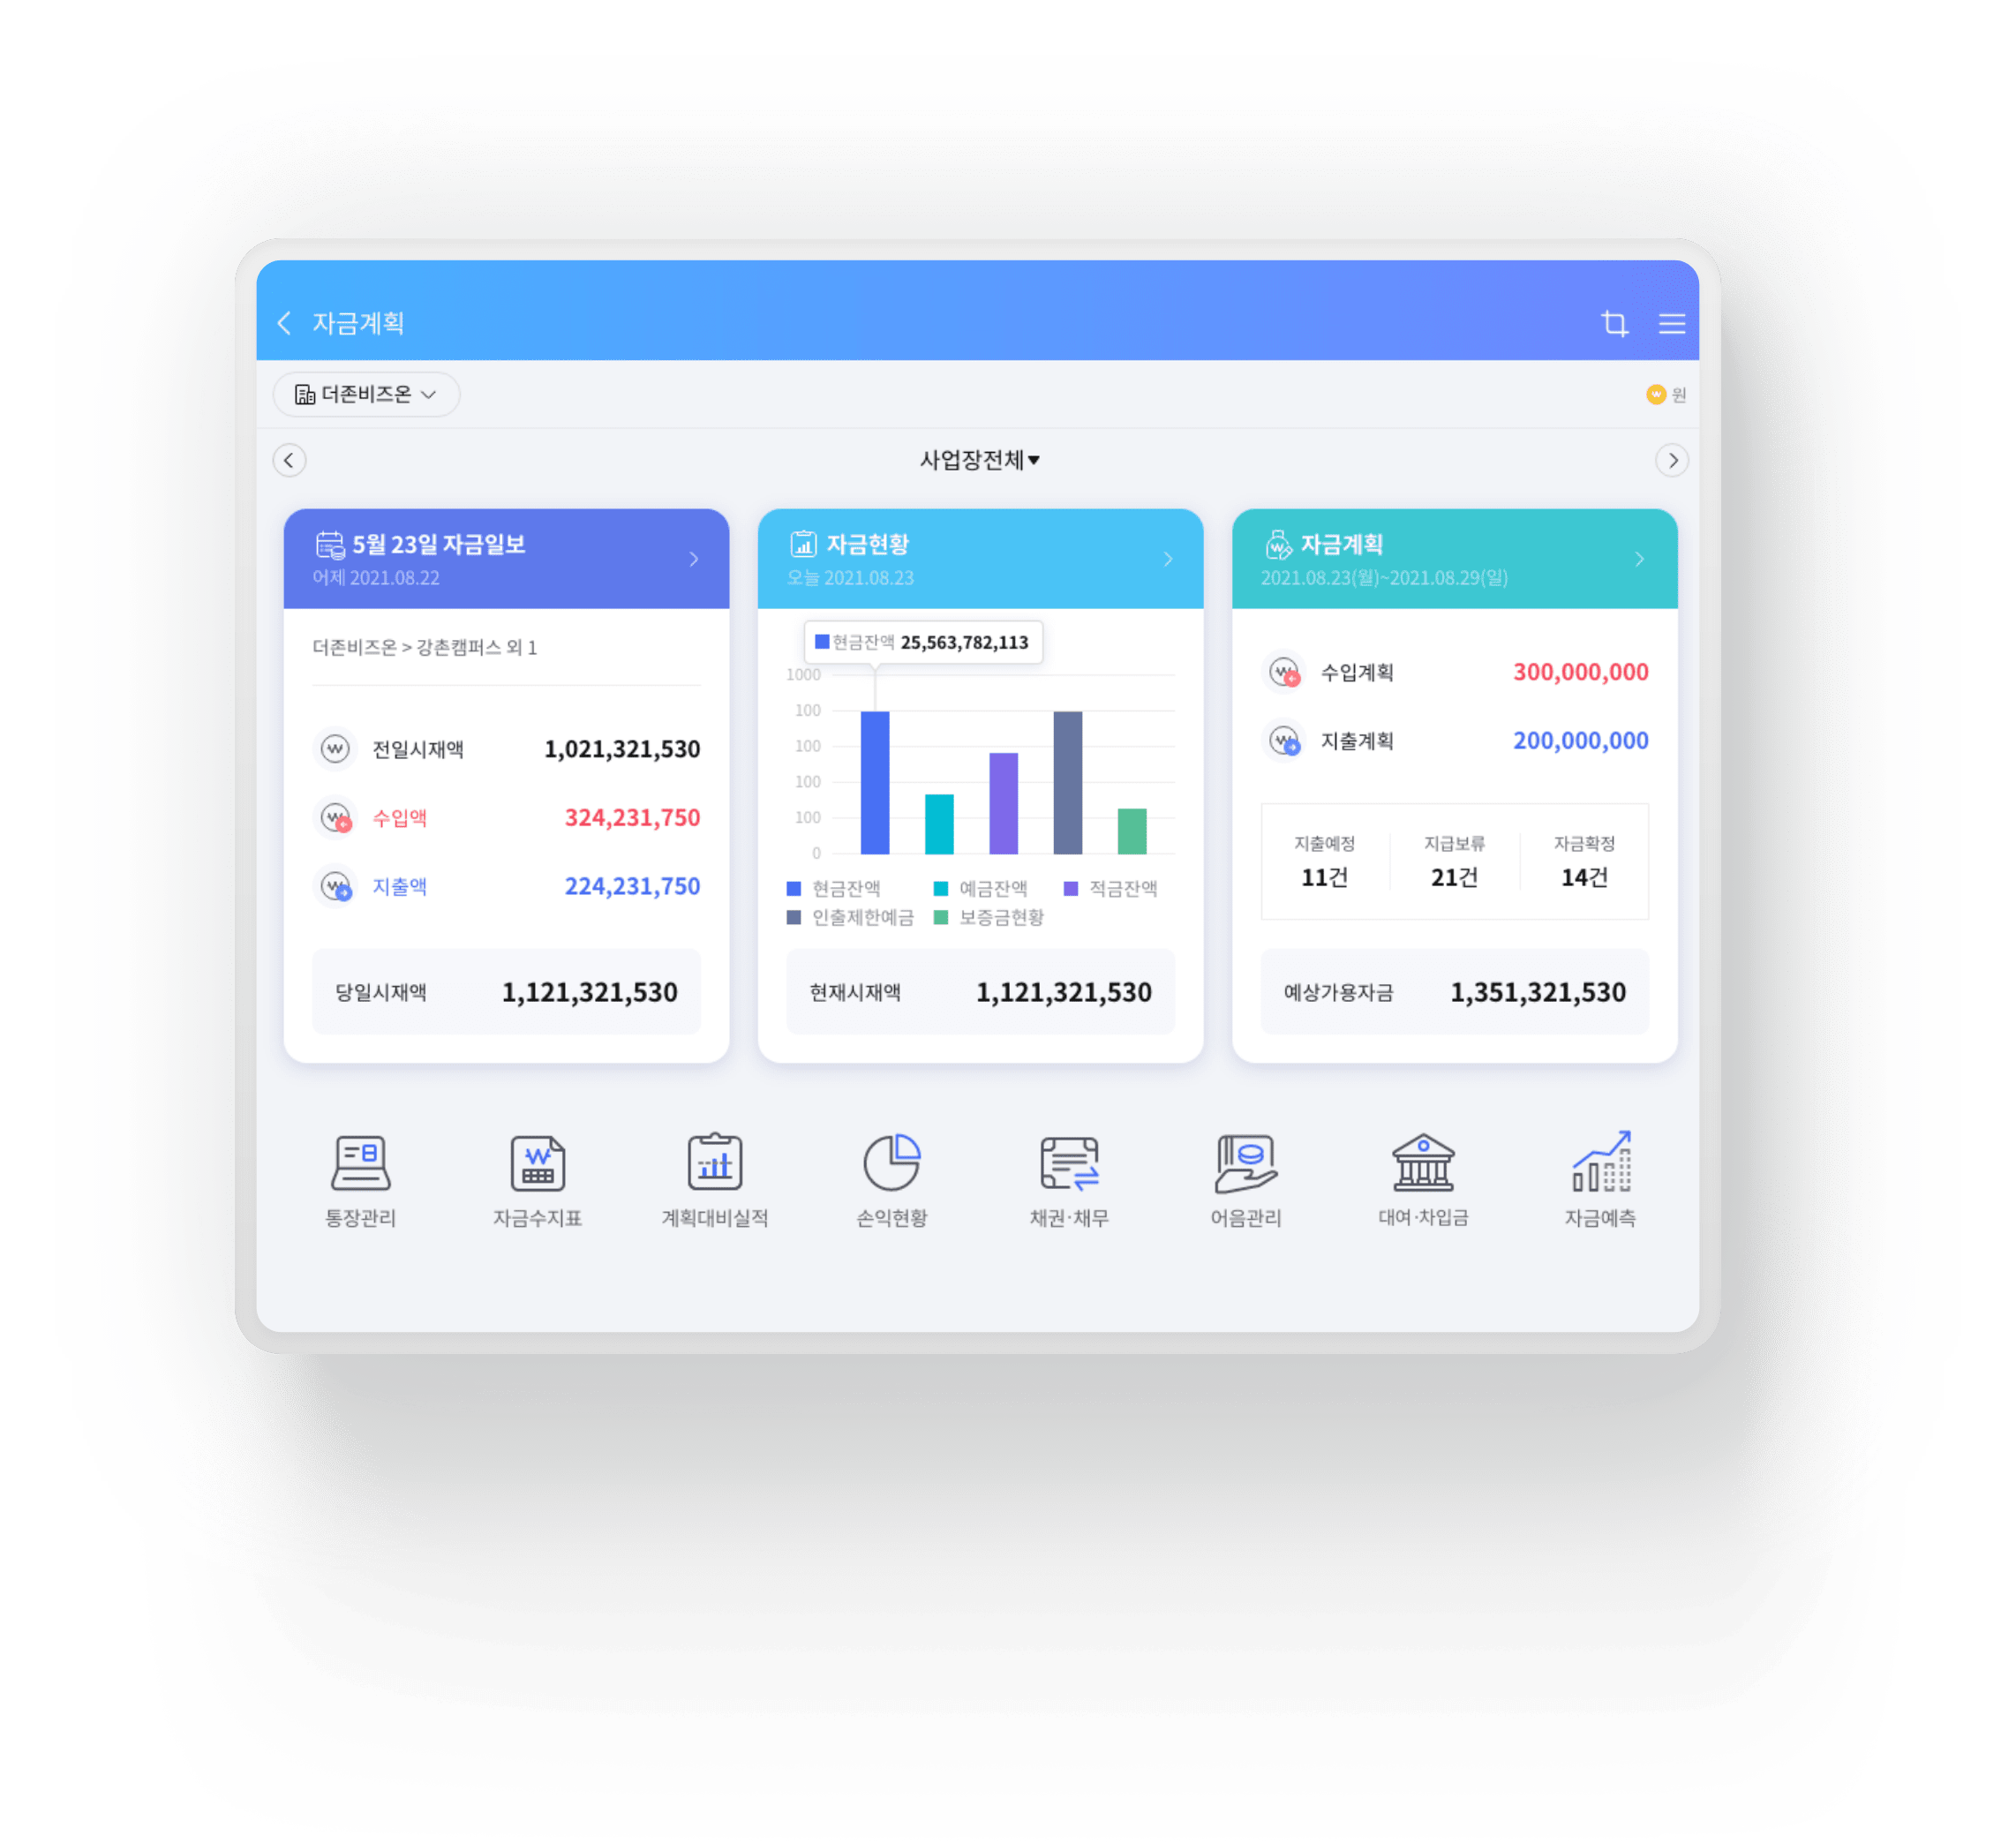 자금계획
더존비즈온
원
사업장전체▼
5월 23일 자금일보
어제 2021.08.22
더존비즈온 > 강촌캠퍼스 외 1
전일시재액 1,021,321,530
수입액 324,231,750
지출액 224,231,750
당일시재액 1,121,321,530
자금현황
오늘 2021.08.23
현금잔액 25,563,782,113
1000
100
100
100
100
0
현금잔액 예금잔액 적금잔액
인출제한예금 보증금현황
현재시재액 1,121,321,530
자금계획
2021.08.23(월)~2021.08.29(일)
수입계획 300,000,000
지출계획 200,000,000
지출예정 지급보류 자금확정
11건 21건 14건
예상가용자금 1,351,321,530
통장관리 자금수지표 계획대비실적 손익현황 채권·채무 어음관리 대여·차입금 자금예측